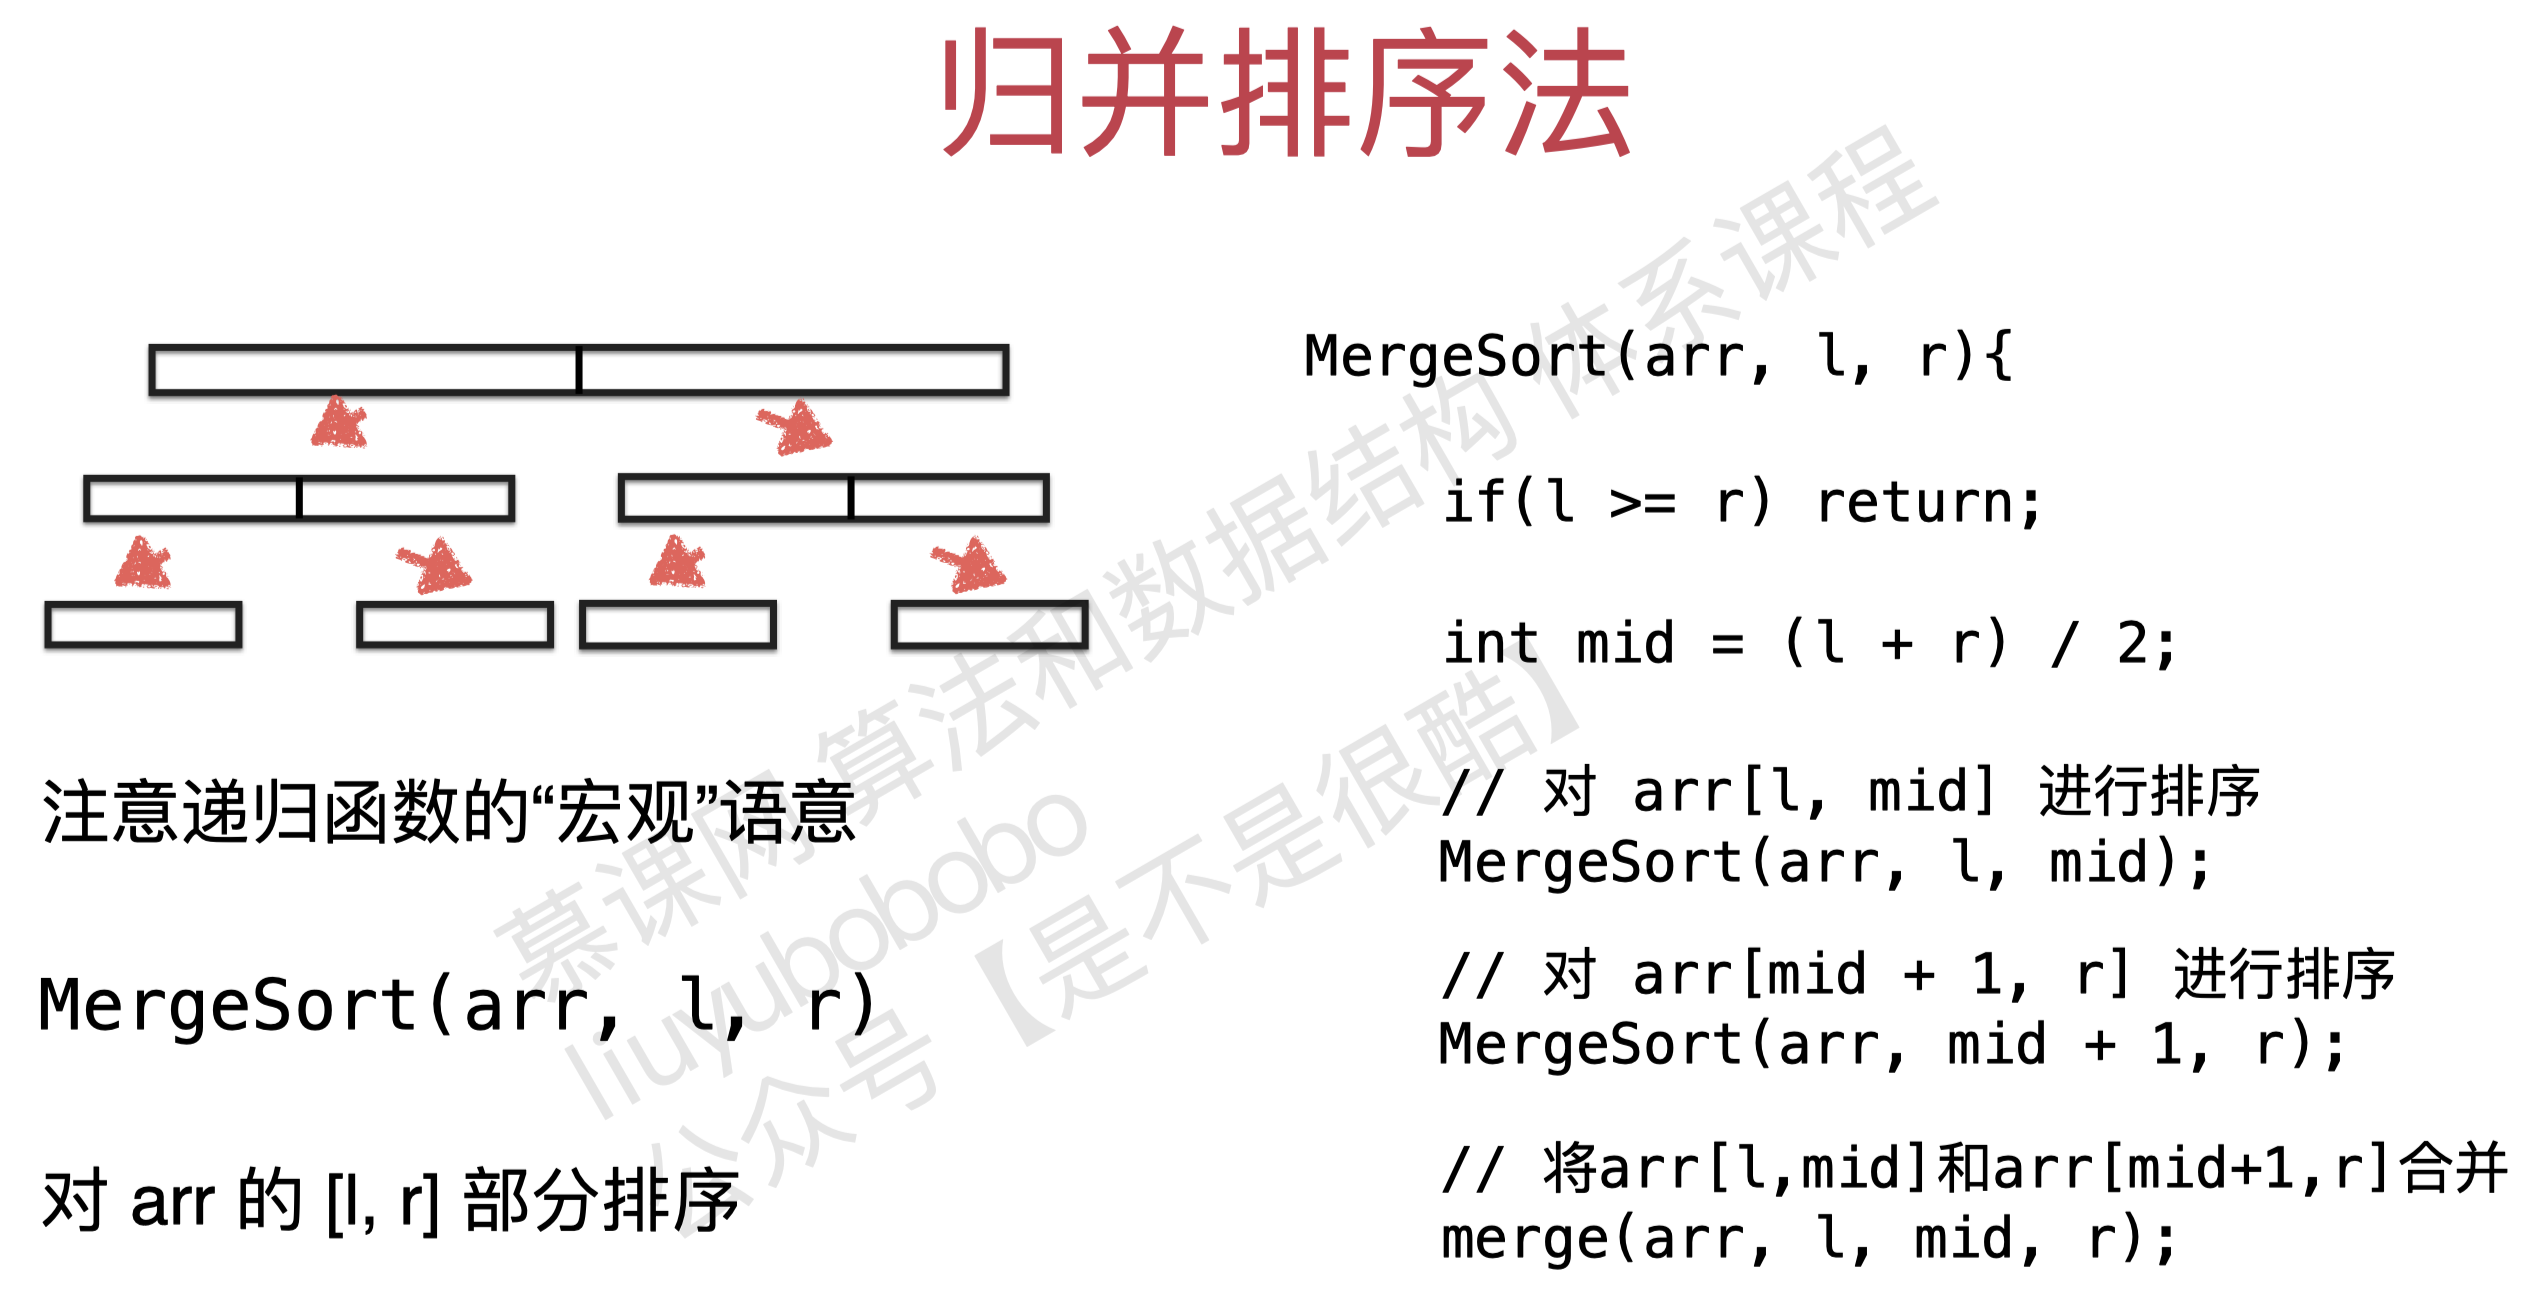 归并排序法
注意递归函数的“宏观”语意
MergeSort(arr, l, r)
对 arr 的 [l, r] 部分排序
MergeSort(arr, l, r){
if(l >= r) return;
int mid = (l + r) / 2;
// 对 arr[l, mid] 进行排序
MergeSort(arr, l, mid);
// 对 arr[mid + 1, r] 进行排序
MergeSort(arr, mid + 1, r);
// 将arr[l,mid]和arr[mid+1,r]合并
merge(arr, l, mid, r);
慕课网 算法和数据结构 体系课程
liuyubobobo
公众号【是不是很酷】